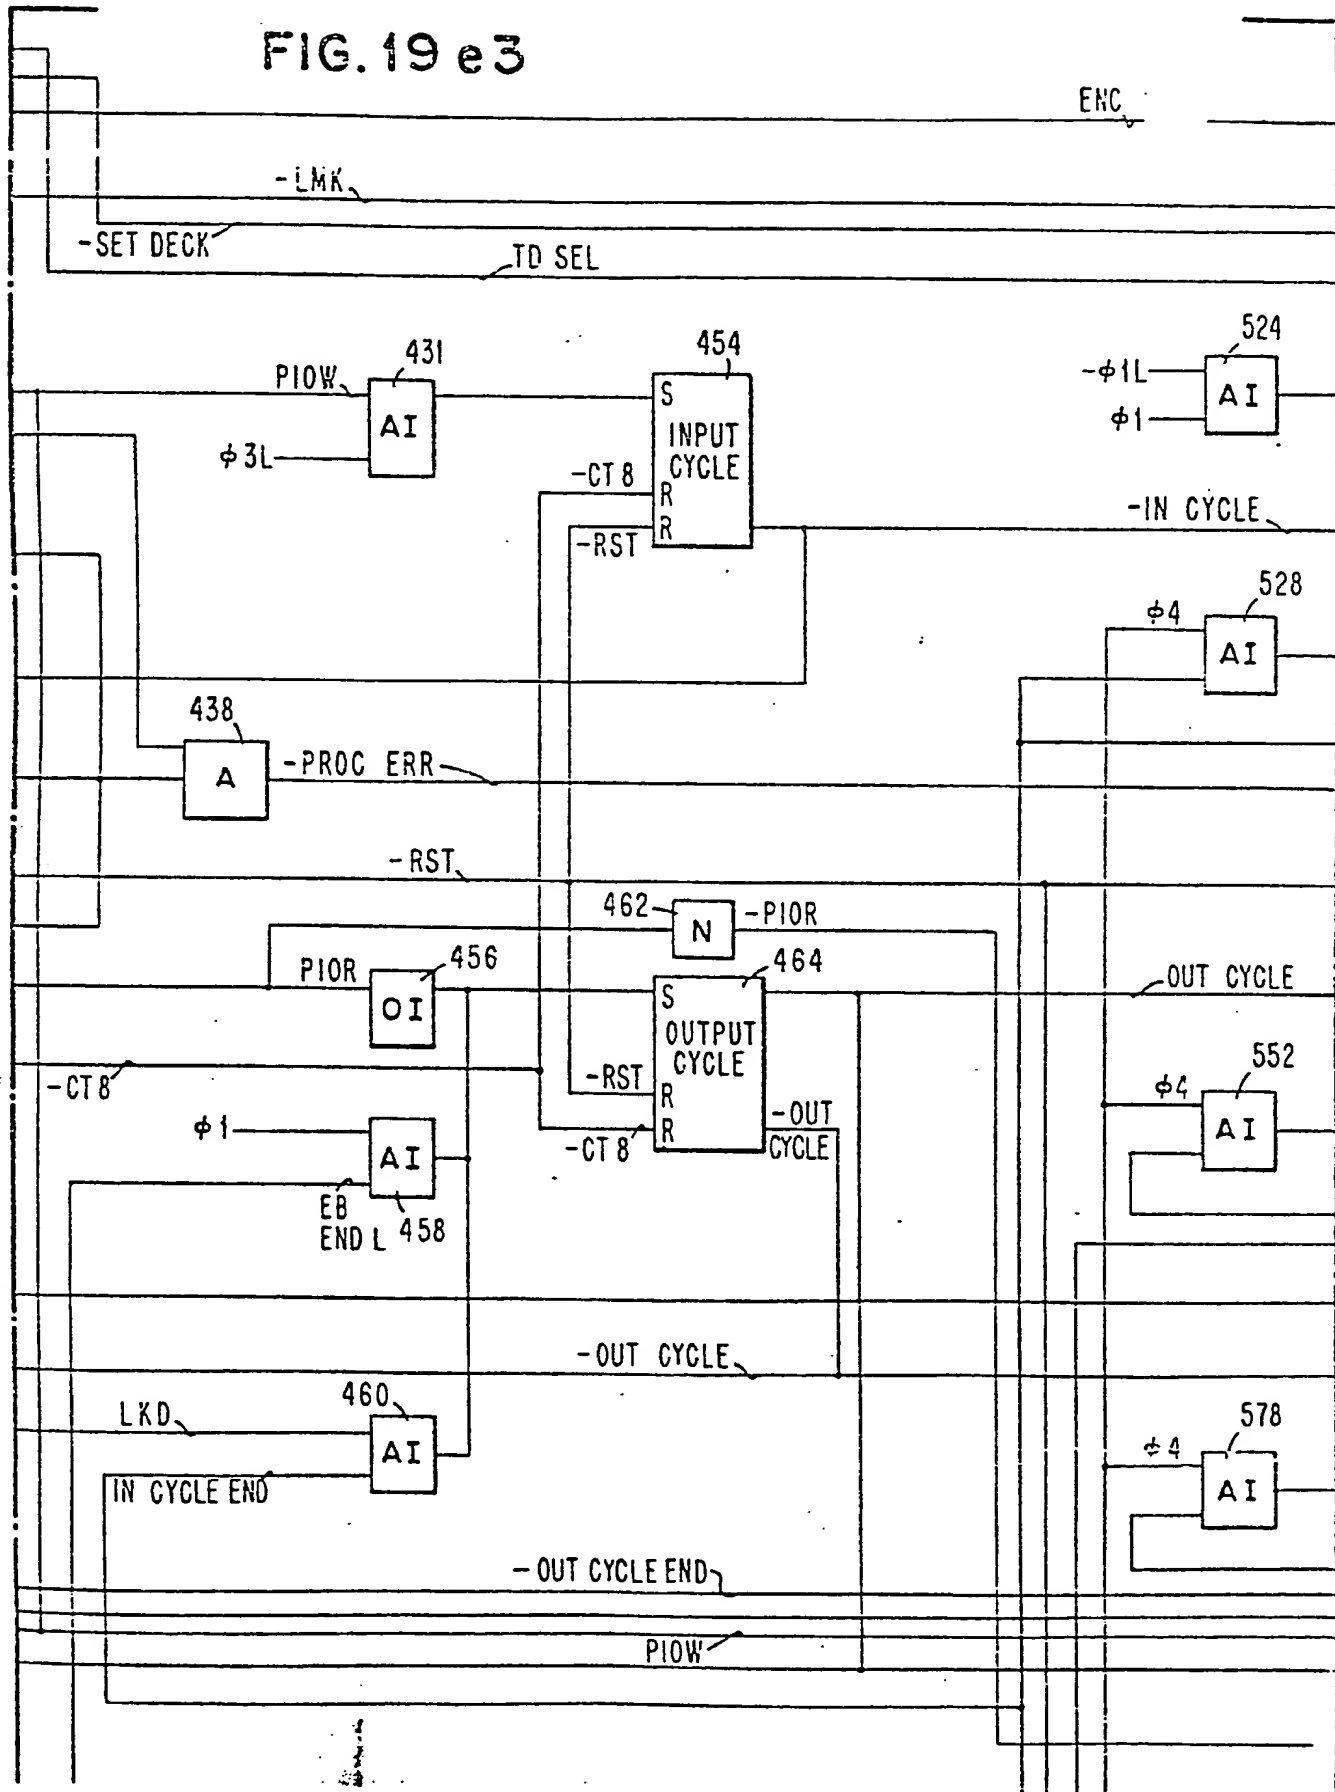 FIG. 19 e3
ENC
-LMK
-SET DECK
TD SEL
431
454
524
PIOW
AI
φ3L
S
INPUT
CYCLE
-CT 8
R
-RST
R
-φ1L
φ1
AI
-IN CYCLE
528
φ4
AI
438
A
-PROC ERR
-RST
462
N
-PIOR
PIOR
456
OI
464
S
OUTPUT
CYCLE
-RST
R
-CT 8
R
-OUT
CYCLE
OUT CYCLE
-CT 8
552
φ4
AI
φ1
AI
EB
END L
458
-OUT CYCLE
LKD
460
AI
IN CYCLE END
578
φ4
AI
-OUT CYCLE END
PIOW